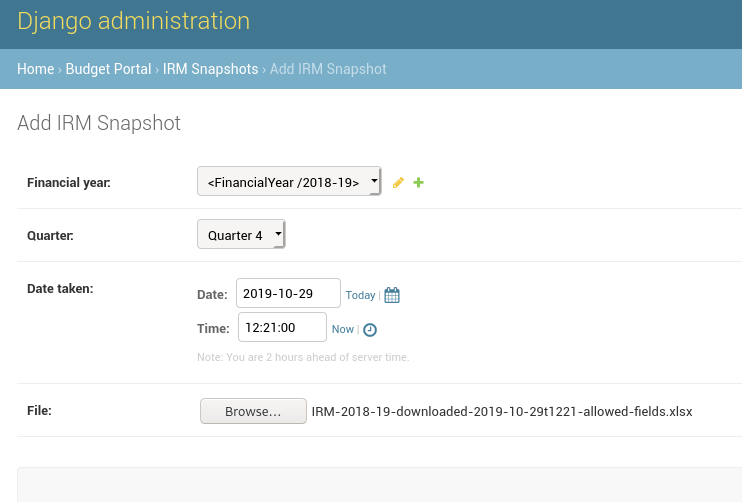 Django administration
Home › Budget Portal › IRM Snapshots › Add IRM Snapshot
Add IRM Snapshot
Financial year: <FinancialYear /2018-19>
Quarter: Quarter 4
Date taken: Date: 2019-10-29 Today |
Time: 12:21:00 Now |
Note: You are 2 hours ahead of server time.
File: Browse... IRM-2018-19-downloaded-2019-10-29t1221-allowed-fields.xlsx